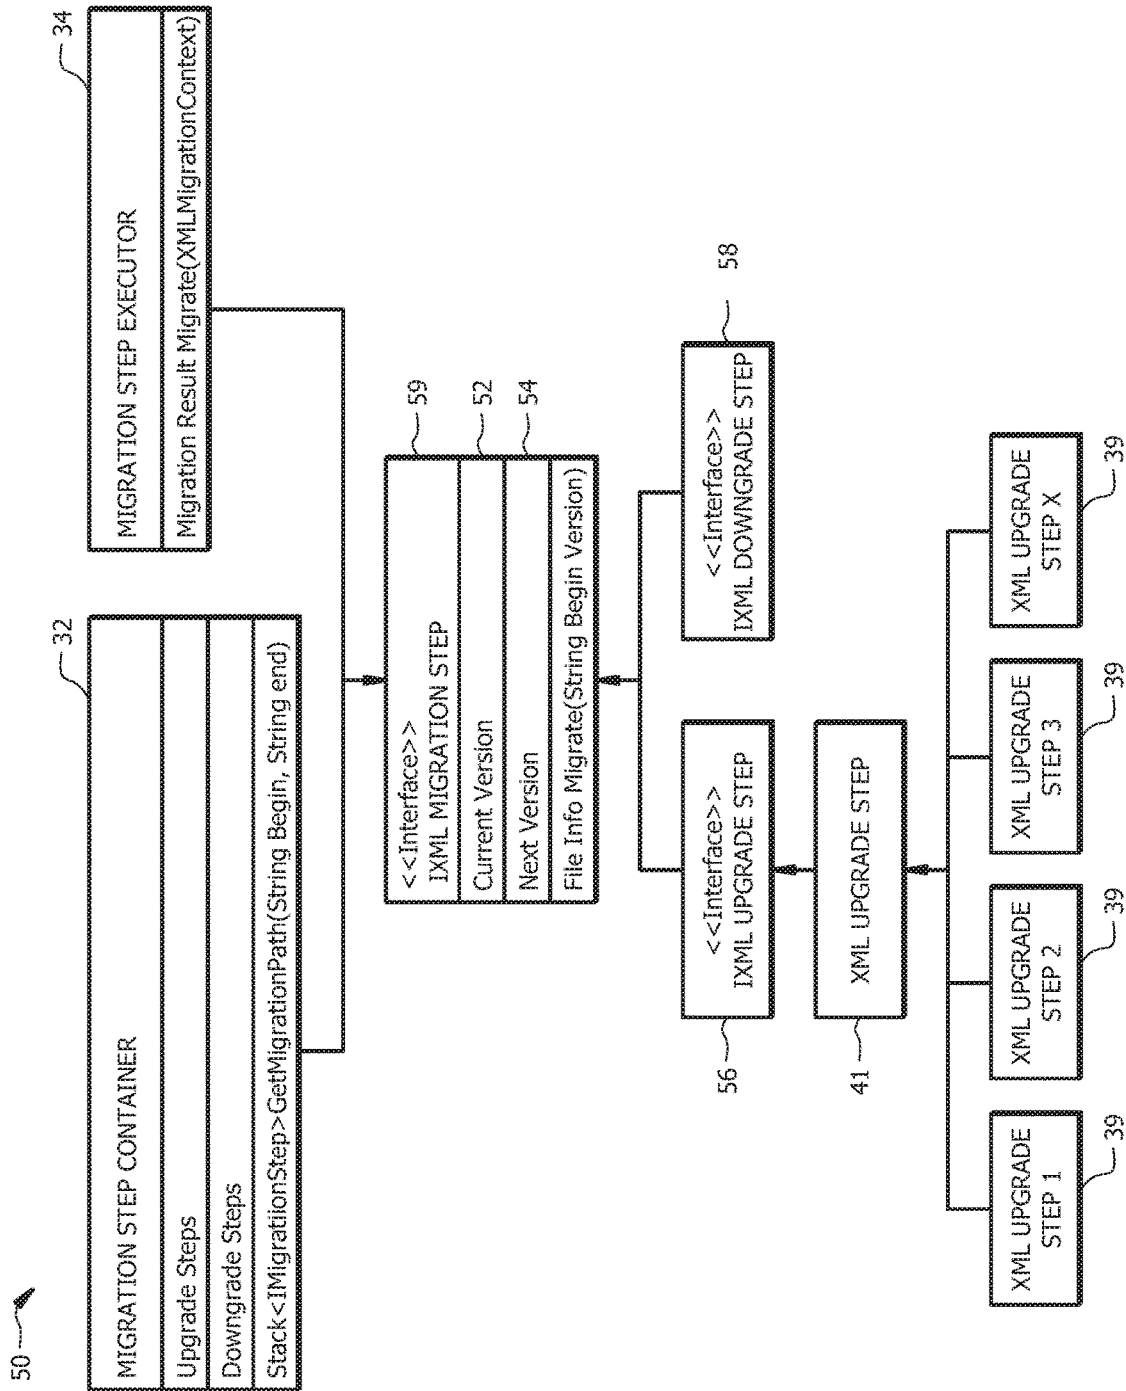 50
MIGRATION STEP CONTAINER
32
Upgrade Steps
Downgrade Steps
Stack<IMigratiionStep>GetMigrationPath(String Begin, String end)
MIGRATION STEP EXECUTOR
34
Migration Result Migrate(XMLMigrationContext)
<<Interface>>
IXML MIGRATION STEP
59
Current Version
52
Next Version
54
File Info Migrate(String Begin Version)
<<Interface>>
IXML UPGRADE STEP
56
<<Interface>>
IXML DOWNGRADE STEP
58
XML UPGRADE STEP
41
XML UPGRADE
STEP 1
39
XML UPGRADE
STEP 2
39
XML UPGRADE
STEP 3
39
XML UPGRADE
STEP X
39